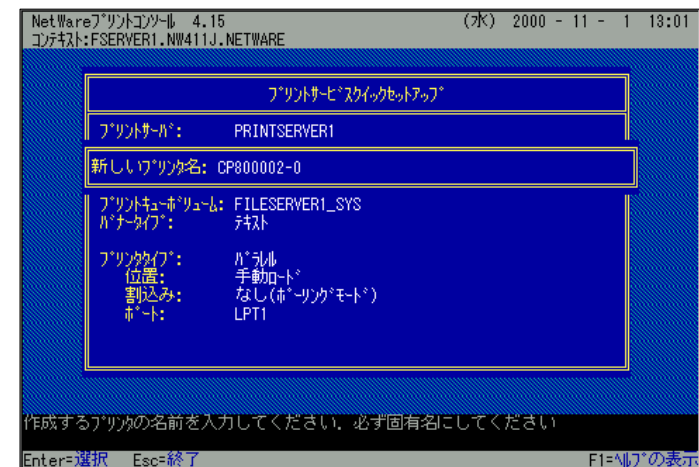 NetWareﾌﾟﾘﾝﾄｺﾝｿｰﾙ 4.15 (水) 2000 - 11 - 1 13:01
ｺﾝﾃｷｽﾄ:FSERVER1.NW411J.NETWARE
ﾌﾟﾘﾝﾄｻｰﾋﾞｽｸｲｯｸｾｯﾄｱｯﾌﾟ
ﾌﾟﾘﾝﾄｻｰﾊﾞ: PRINTSERVER1
新しいﾌﾟﾘﾝﾀ名: CP800002-0
ﾌﾟﾘﾝﾄｷｭｰﾎﾞﾘｭｰﾑ: FILESERVER1_SYS
ﾊﾞﾅｰﾀｲﾌﾟ: ﾃｷｽﾄ
ﾌﾟﾘﾝﾀﾀｲﾌﾟ: ﾊﾟﾗﾚﾙ
位置: 手動ﾛｰﾄﾞ
割込み: なし(ﾎﾟｰﾘﾝｸﾞﾓｰﾄﾞ)
ﾎﾟｰﾄ: LPT1
作成するﾌﾟﾘﾝﾀの名前を入力してください. 必ず固有名にしてください
Enter=選択 Esc=終了 F1=ﾍﾙﾌﾟの表示